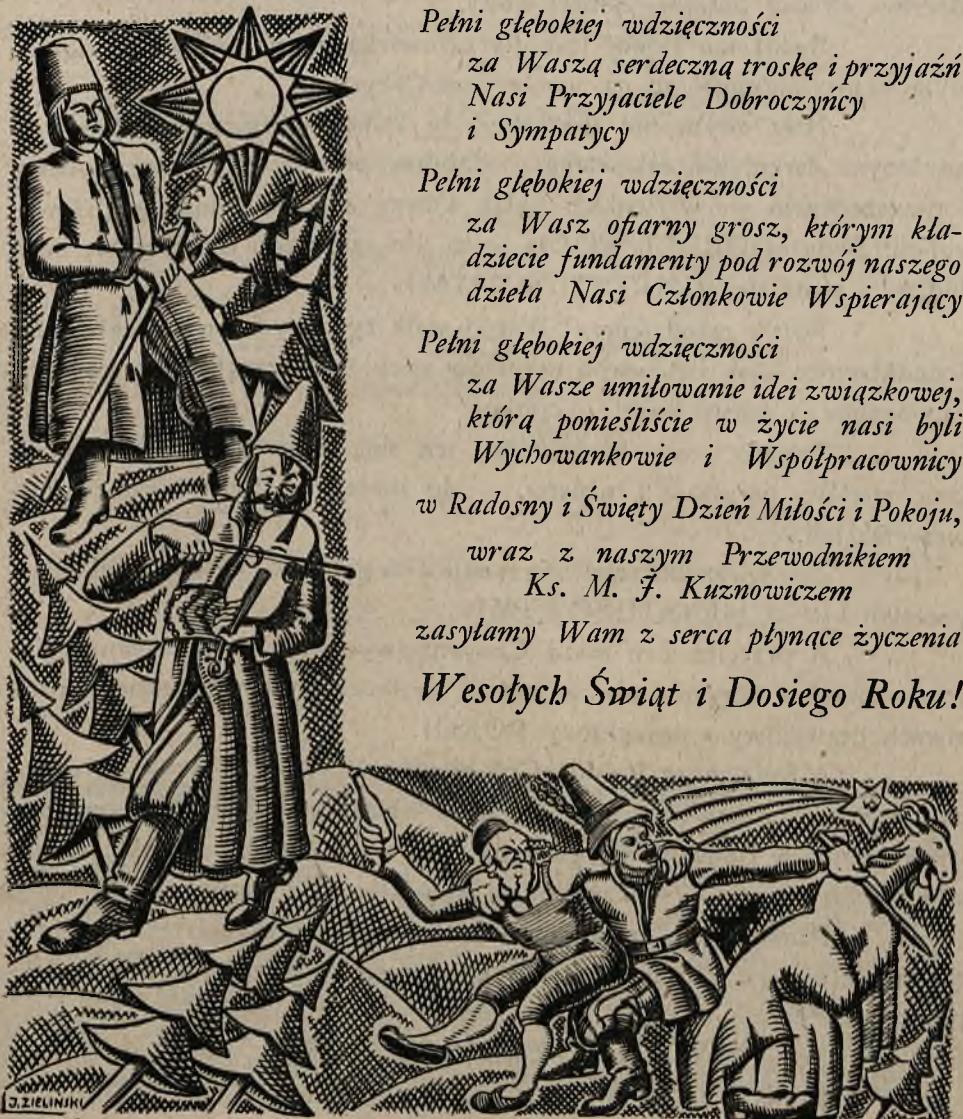 Pełni głębokiej wdzięczności
za Waszą serdeczną troskę i przyjaźń
Nasi Przyjaciele Dobroczyńcy
i Sympatycy
Pełni głębokiej wdzięczności
za Wasz ofiarny grosz, którym kła-
dziecie fundamenty pod rozwój naszego
dzieła Nasi Członkowie Wspierający
Pełni głębokiej wdzięczności
za Wasze umiłowanie idei związkowej,
którą ponieśliście w życie nasi byli
Wychowankowie i Współpracownicy
w Radosny i Święty Dzień Miłości i Pokoju,
wraz z naszym Przewodnikiem
Ks. M. J. Kuznowiczem
zasyłamy Wam z serca płynące życzenia
Wesołych Świąt i Dosiego Roku!
J. ZIELINSKI